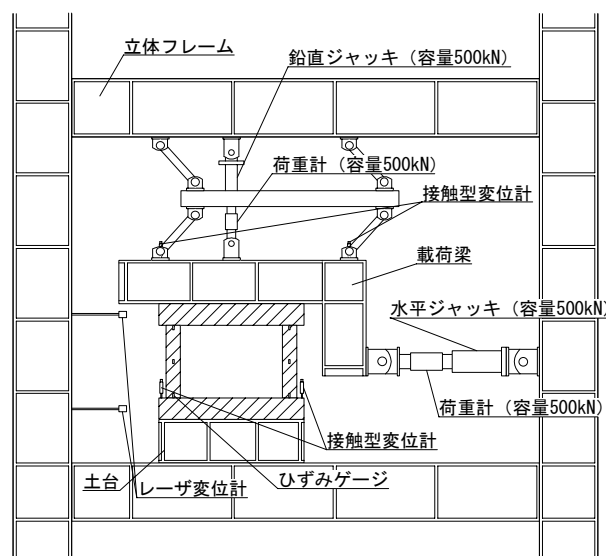 立体フレーム
鉛直ジャッキ（容量500kN）
荷重計（容量500kN）
接触型変位計
載荷梁
水平ジャッキ（容量500kN）
荷重計（容量500kN）
接触型変位計
土台
レーザ変位計
ひずみゲージ